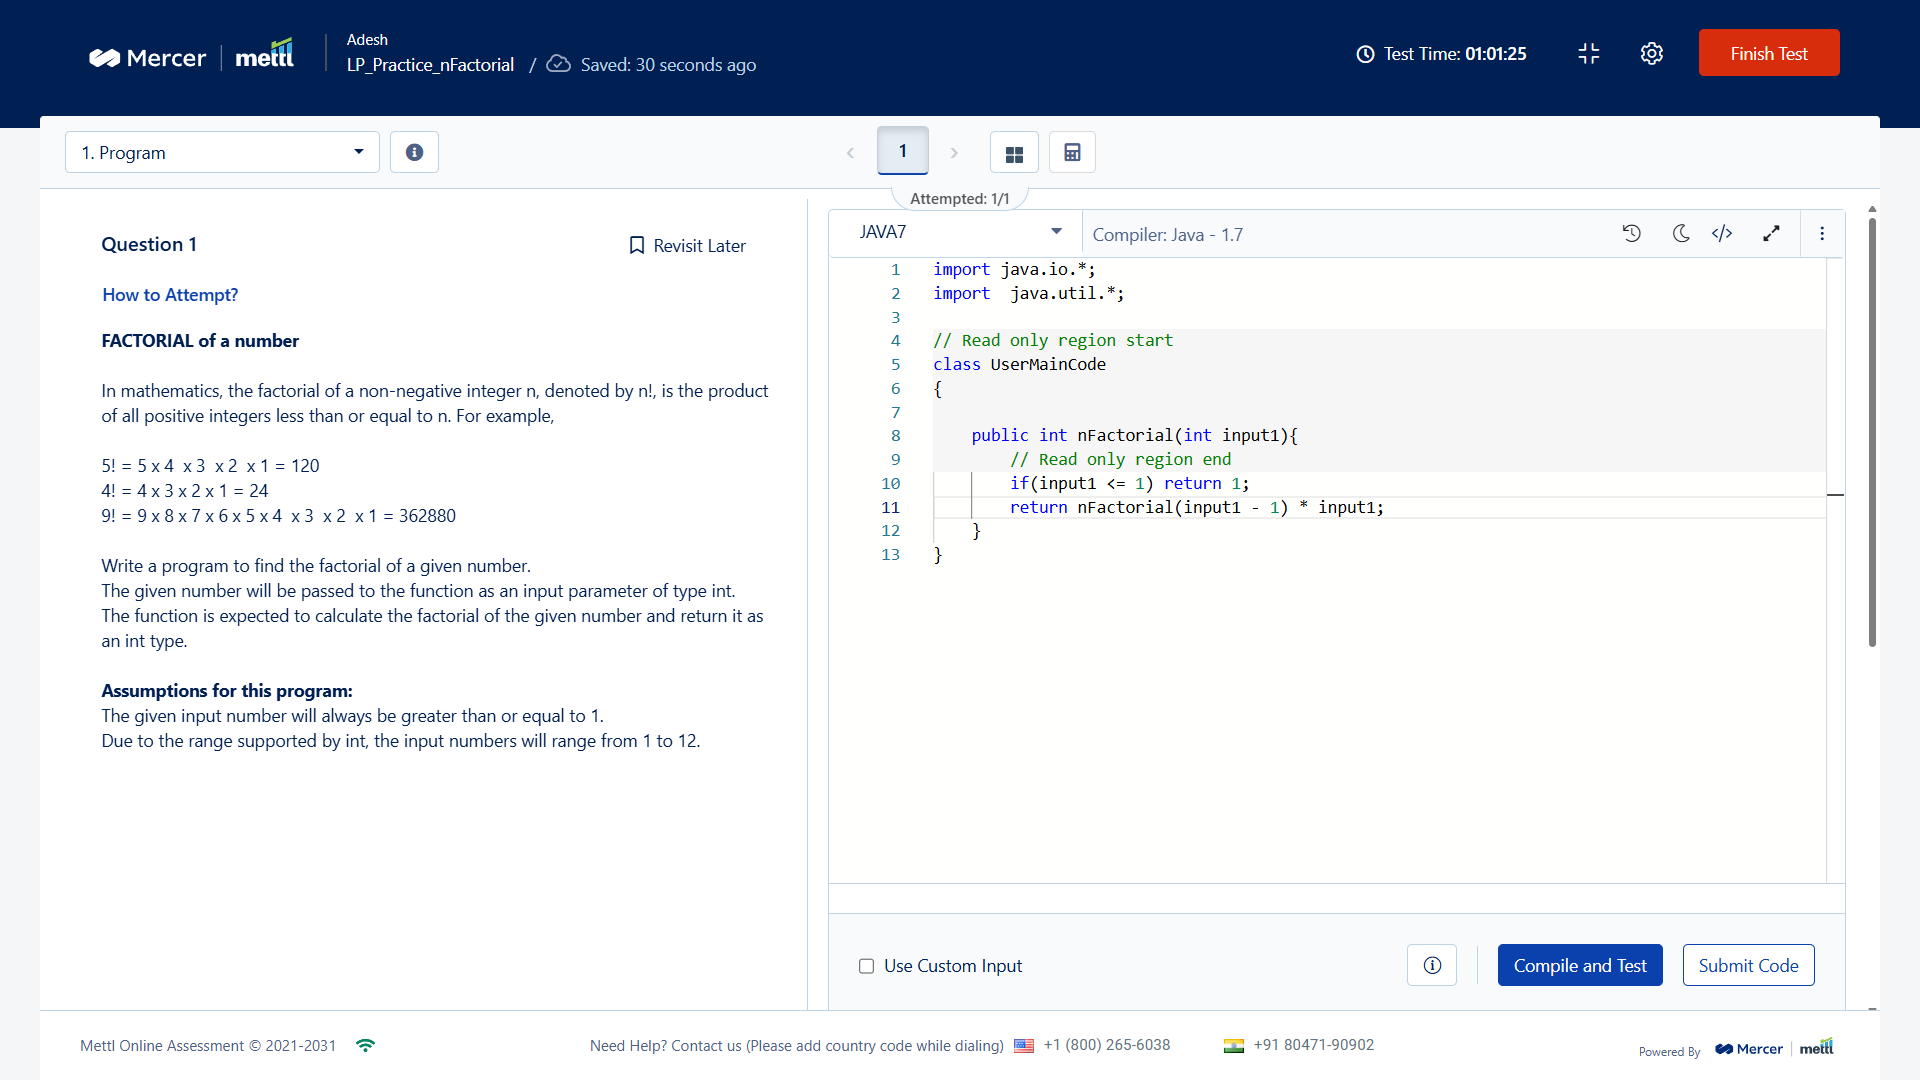 Mercer
mettl
Adesh
LP_Practice_nFactorial / Saved: 30 seconds ago
Test Time: 01:01:25
Finish Test
1. Program
1
Attempted: 1/1
Question 1
Revisit Later
How to Attempt?
FACTORIAL of a number
In mathematics, the factorial of a non-negative integer n, denoted by n!, is the product
of all positive integers less than or equal to n. For example,
5! = 5 x 4 x 3 x 2 x 1 = 120
4! = 4 x 3 x 2 x 1 = 24
9! = 9 x 8 x 7 x 6 x 5 x 4 x 3 x 2 x 1 = 362880
Write a program to find the factorial of a given number.
The given number will be passed to the function as an input parameter of type int.
The function is expected to calculate the factorial of the given number and return it as
an int type.
Assumptions for this program:
The given input number will always be greater than or equal to 1.
Due to the range supported by int, the input numbers will range from 1 to 12.
JAVA7
Compiler: Java - 1.7
1 import java.io.*;
2 import  java.util.*;
3
4 // Read only region start
5 class UserMainCode
6 {
7
8     public int nFactorial(int input1){
9         // Read only region end
10         if(input1 <= 1) return 1;
11         return nFactorial(input1 - 1) * input1;
12     }
13 }
Use Custom Input
Compile and Test
Submit Code
Mettl Online Assessment © 2021-2031
Need Help? Contact us (Please add country code while dialing) +1 (800) 265-6038 +91 80471-90902
Powered By Mercer mettl